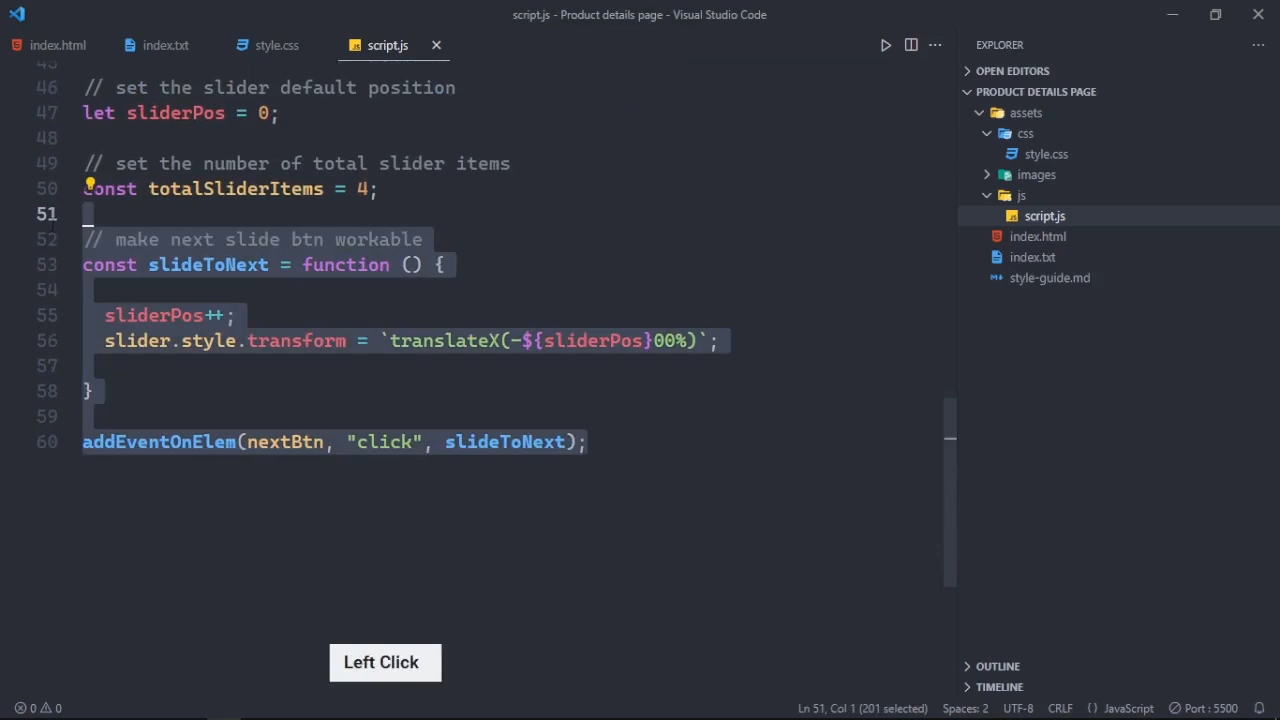 script.js - Product details page - Visual Studio Code
index.html
index.txt
style.css
JS script.js
EXPLORER
OPEN EDITORS
PRODUCT DETAILS PAGE
assets
css
style.css
images
js
JS script.js
index.html
index.txt
style-guide.md
45
46 // set the slider default position
47 let sliderPos = 0;
48
49 // set the number of total slider items
50 const totalSliderItems = 4;
51
52 // make next slide btn workable
53 const slideToNext = function () {
54
55 sliderPos++;
56 slider.style.transform = `translateX(-${sliderPos}00%)`;
57
58 }
59
60 addEventOnElem(nextBtn, "click", slideToNext);
Left Click
OUTLINE
TIMELINE
0 0 Ln 51, Col 1 (201 selected) Spaces: 2 UTF-8 CRLF {} JavaScript Port : 5500